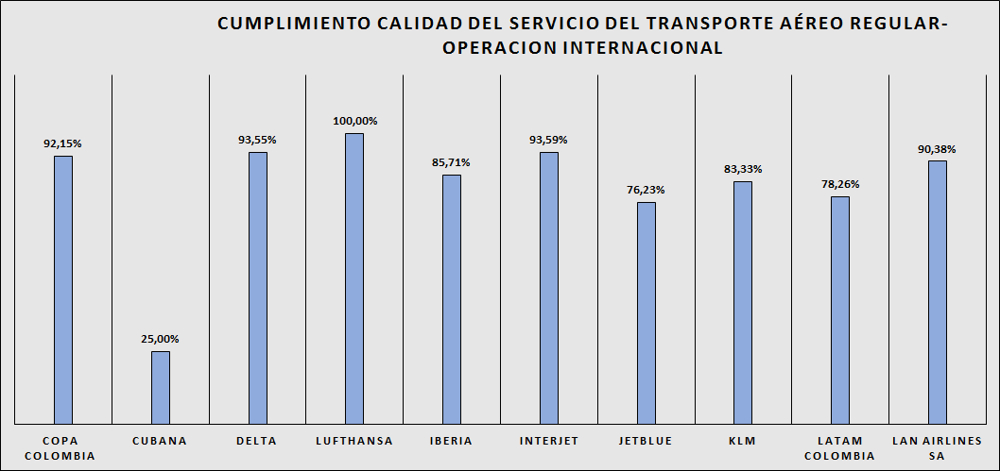 CUMPLIMIENTO CALIDAD DEL SERVICIO DEL TRANSPORTE AÉREO REGULAR-
OPERACION INTERNACIONAL
92,15%
25,00%
93,55%
100,00%
85,71%
93,59%
76,23%
83,33%
78,26%
90,38%
COPA
COLOMBIA
CUBANA
DELTA
LUFTHANSA
IBERIA
INTERJET
JETBLUE
KLM
LATAM
COLOMBIA
LAN AIRLINES
SA